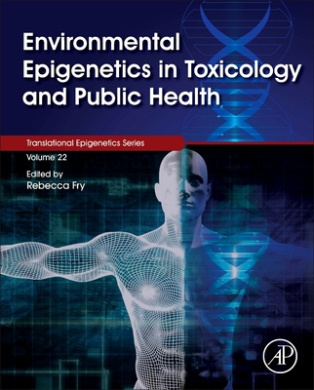 Environmental
Epigenetics in Toxicology
and Public Health
Translational Epigenetics Series
Volume 22
Edited by
Rebecca Fry
AP